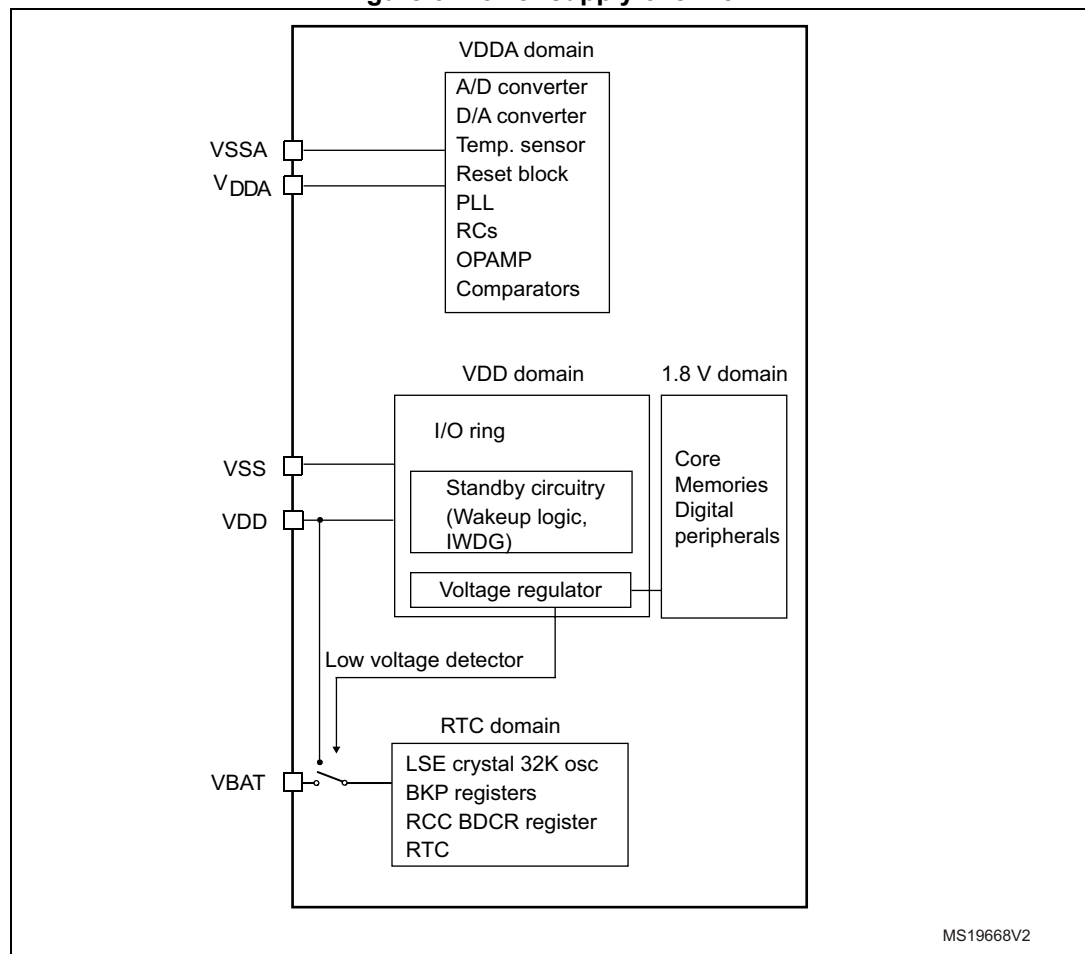 VDDA domain
A/D converter
D/A converter
Temp. sensor
Reset block
PLL
RCs
OPAMP
Comparators
VSSA
VDDA
VDD domain
1.8 V domain
I/O ring
Standby circuitry
(Wakeup logic,
IWDG)
Voltage regulator
Core
Memories
Digital
peripherals
VSS
VDD
Low voltage detector
RTC domain
LSE crystal 32K osc
BKP registers
RCC BDCR register
RTC
VBAT
MS19668V2